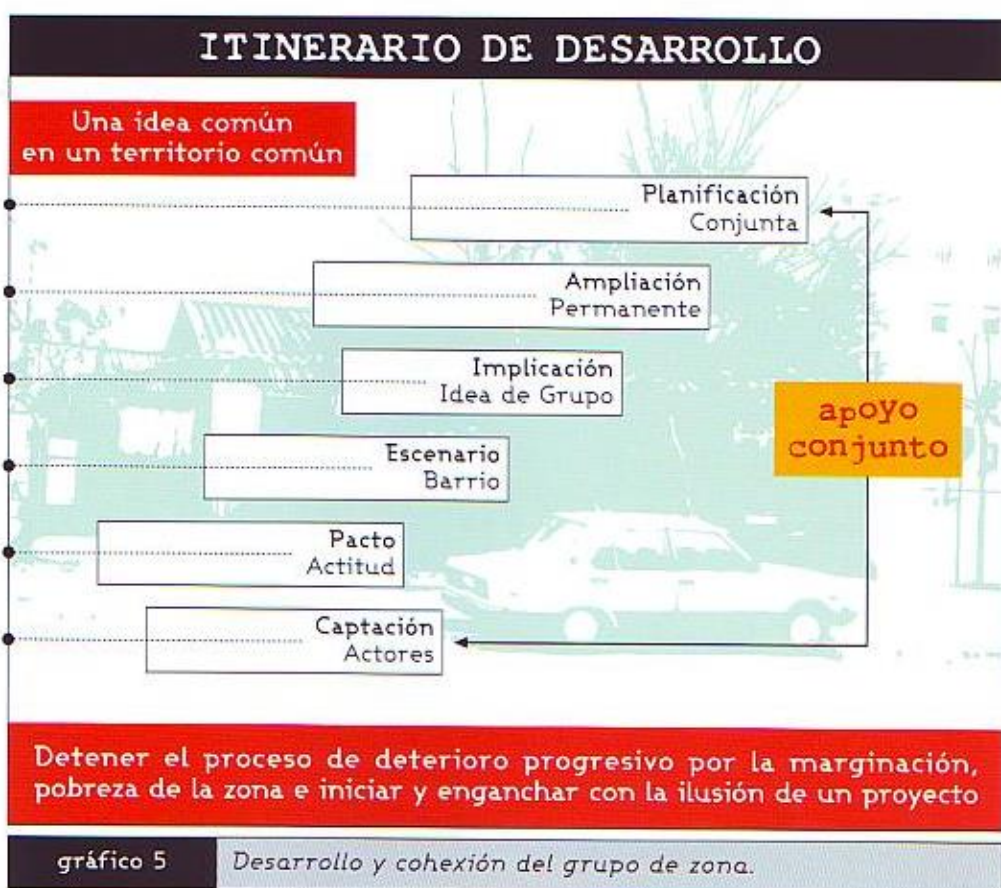 ITINERARIO DE DESARROLLO
Una idea común
en un territorio común
Planificación
Conjunta
Ampliación
Permanente
Implicación
Idea de Grupo
Escenario
Barrio
Pacto
Actitud
Captación
Actores
apoyo
conjunto
Detener el proceso de deterioro progresivo por la marginación,
pobreza de la zona e iniciar y enganchar con la ilusión de un proyecto
gráfico 5
Desarrollo y cohexión del grupo de zona.